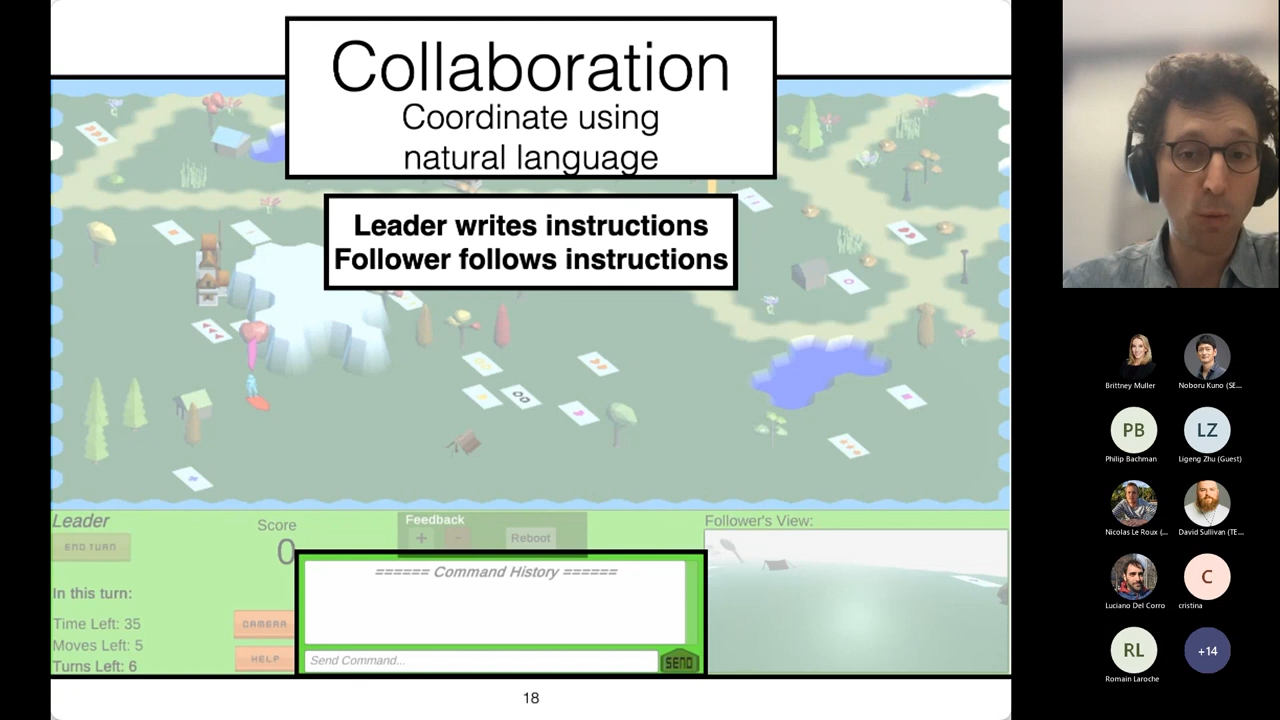 Collaboration
Coordinate using
natural language
Leader writes instructions
Follower follows instructions
Leader
END TURN
Score
0
Feedback
+ -
Reboot
Follower's View:
====== Command History ======
In this turn:
Time Left: 35
Moves Left: 5
Turns Left: 6
CAMERA
HELP
Send Command...
SEND
18
Brittney Muller
Noboru Kuno (SE...
PB
Philip Bachman
LZ
Ligeng Zhu (Guest)
Nicolas Le Roux (...
David Sullivan (TE...
Luciano Del Corro
C
cristina
RL
Romain Laroche
+14